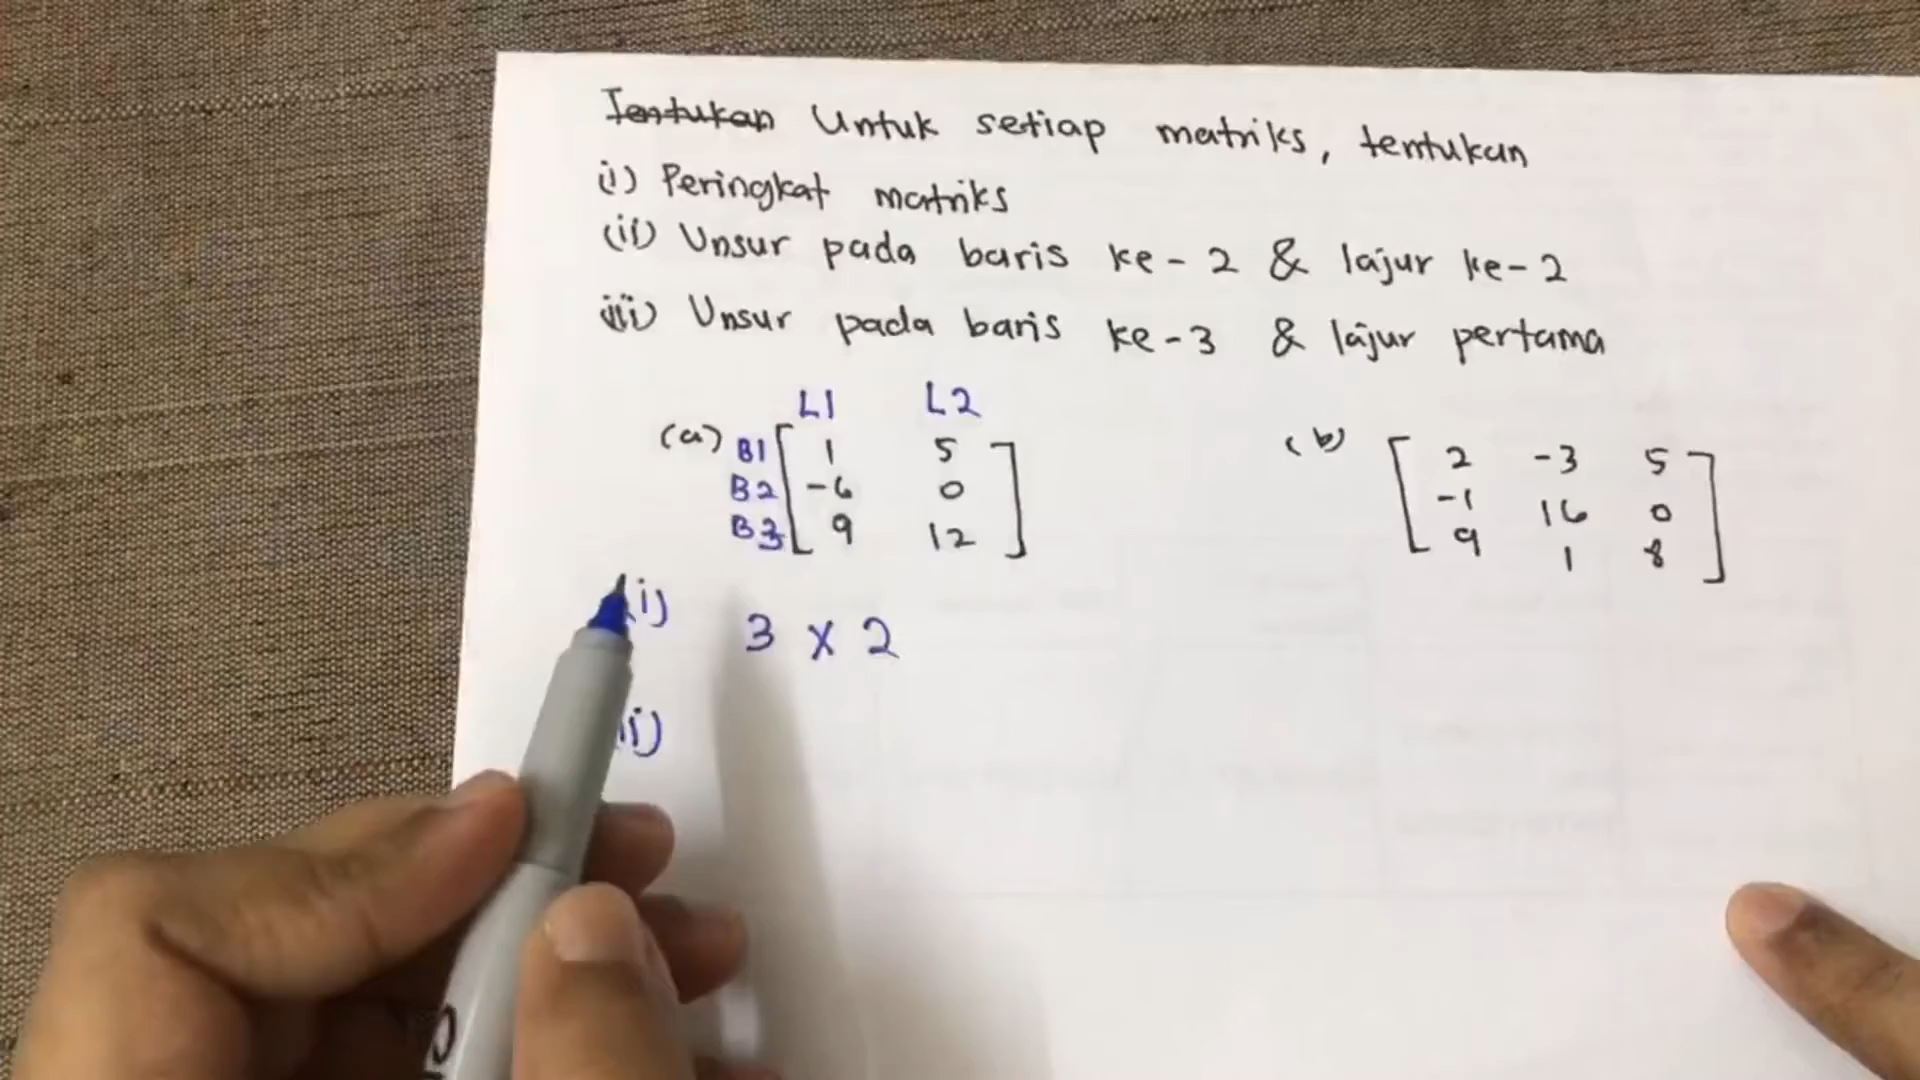 Tentukan Untuk setiap matriks, tentukan
(i) Peringkat matriks
(ii) Unsur pada baris ke-2 & lajur ke-2
(iii) Unsur pada baris ke-3 & lajur pertama
L1 L2
(a) B1 [ 1 5 ]
B2 -6 0
B3 9 12
(b) [ 2 -3 5 ]
-1 16 0
9 1 8
(i) 3 x 2
ii)